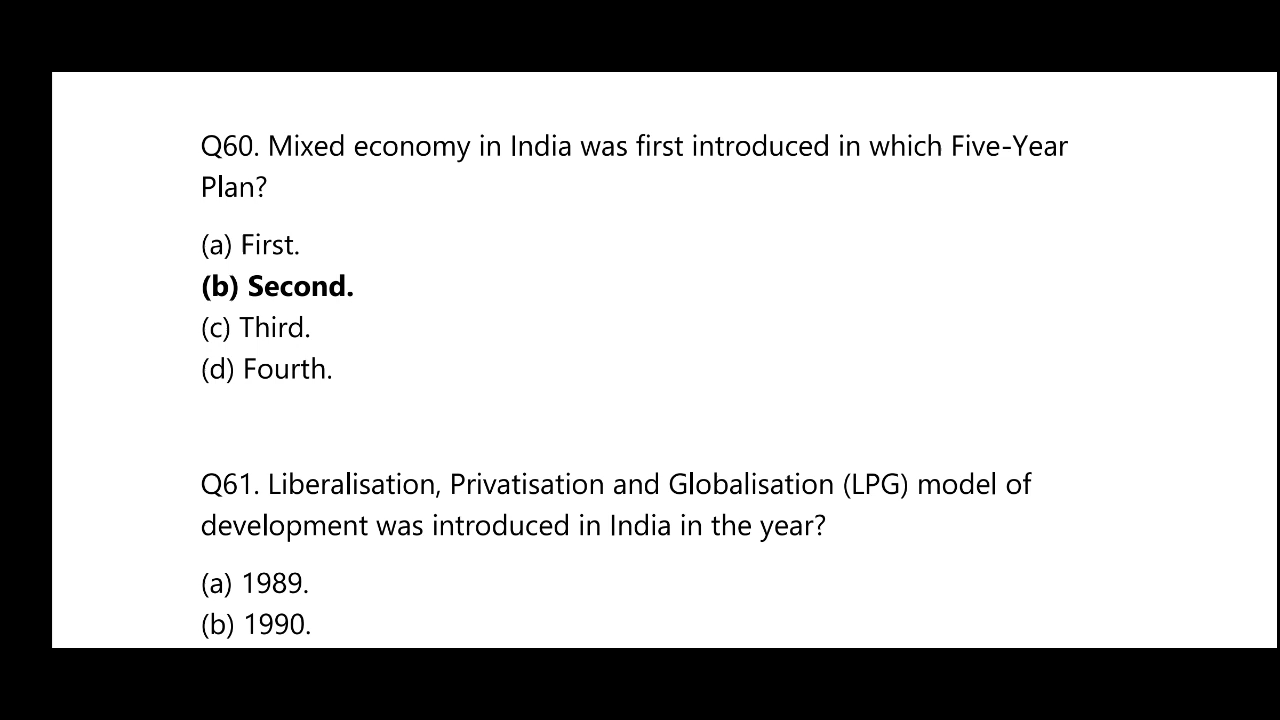 Q60. Mixed economy in India was first introduced in which Five-Year
Plan?
(a) First.
(b) Second.
(c) Third.
(d) Fourth.
Q61. Liberalisation, Privatisation and Globalisation (LPG) model of
development was introduced in India in the year?
(a) 1989.
(b) 1990.